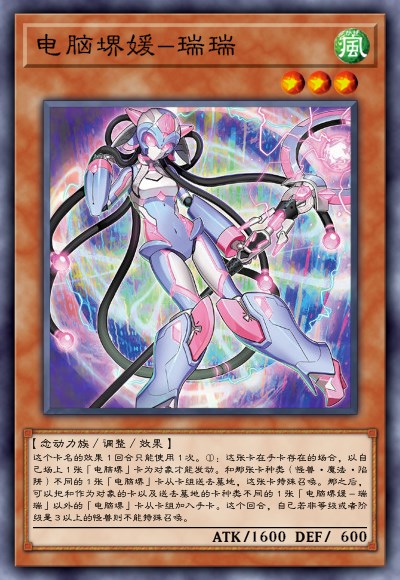 电脑堺媛-瑞瑞
風
【念动力族/调整/效果】
这个卡名的效果1回合只能使用1次。①：这张卡在手卡存在的场合，以自
己场上1张「电脑堺」卡为对象才能发动。和那张卡种类（怪兽·魔法·陷
阱）不同的1张「电脑堺」卡从卡组送去墓地，这张卡特殊召唤。那之后，
可以把和作为对象的卡以及送去墓地的卡种类不同的1张「电脑堺媛-瑞
瑞」以外的「电脑堺」卡从卡组加入手卡。这个回合，自己若非等级或者阶
级是3以上的怪兽则不能特殊召唤。
ATK/1600 DEF/ 600